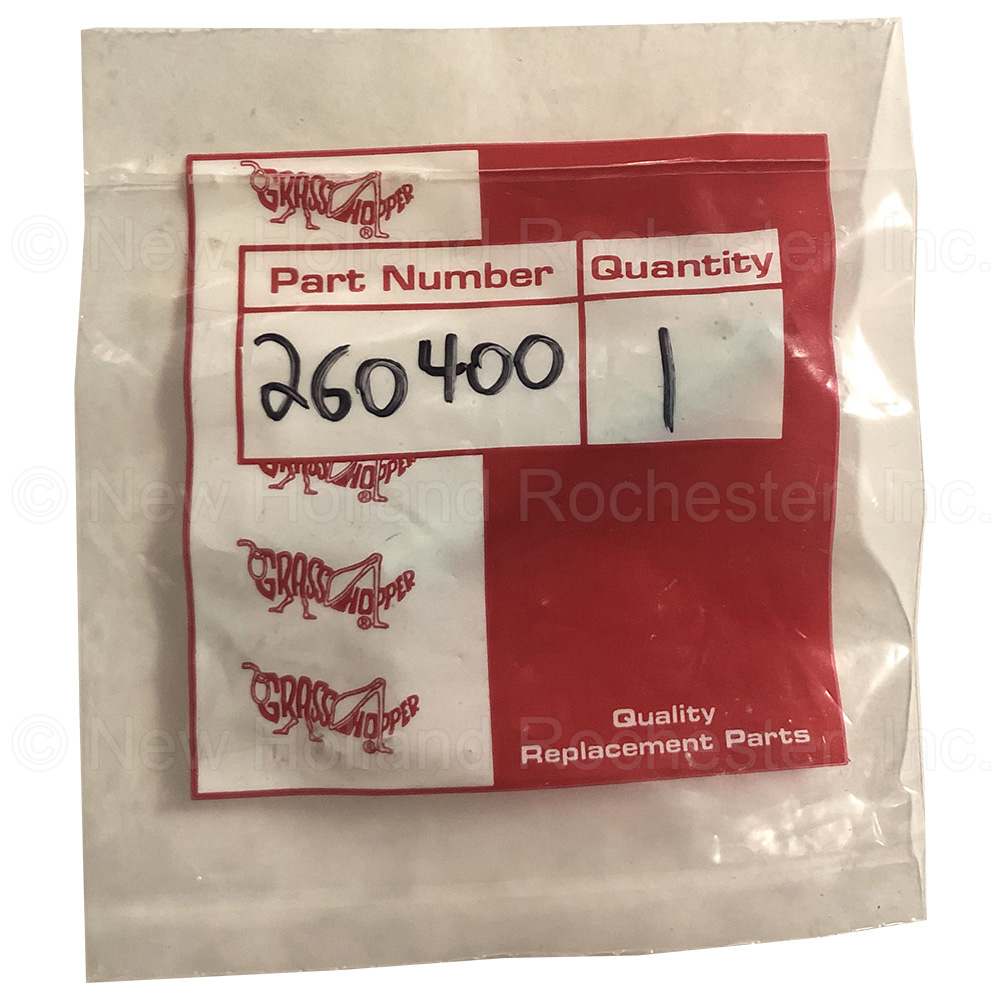 GRASSHOPPER®
© New Holland Rochester, Inc.
Part Number
Quantity
260400
1
GRASSHOPPER®
© New Holland Rochester, Inc.
GRASSHOPPER®
GRASSHOPPER®
© New Holland Rochester, Inc.
Quality
Replacement Parts